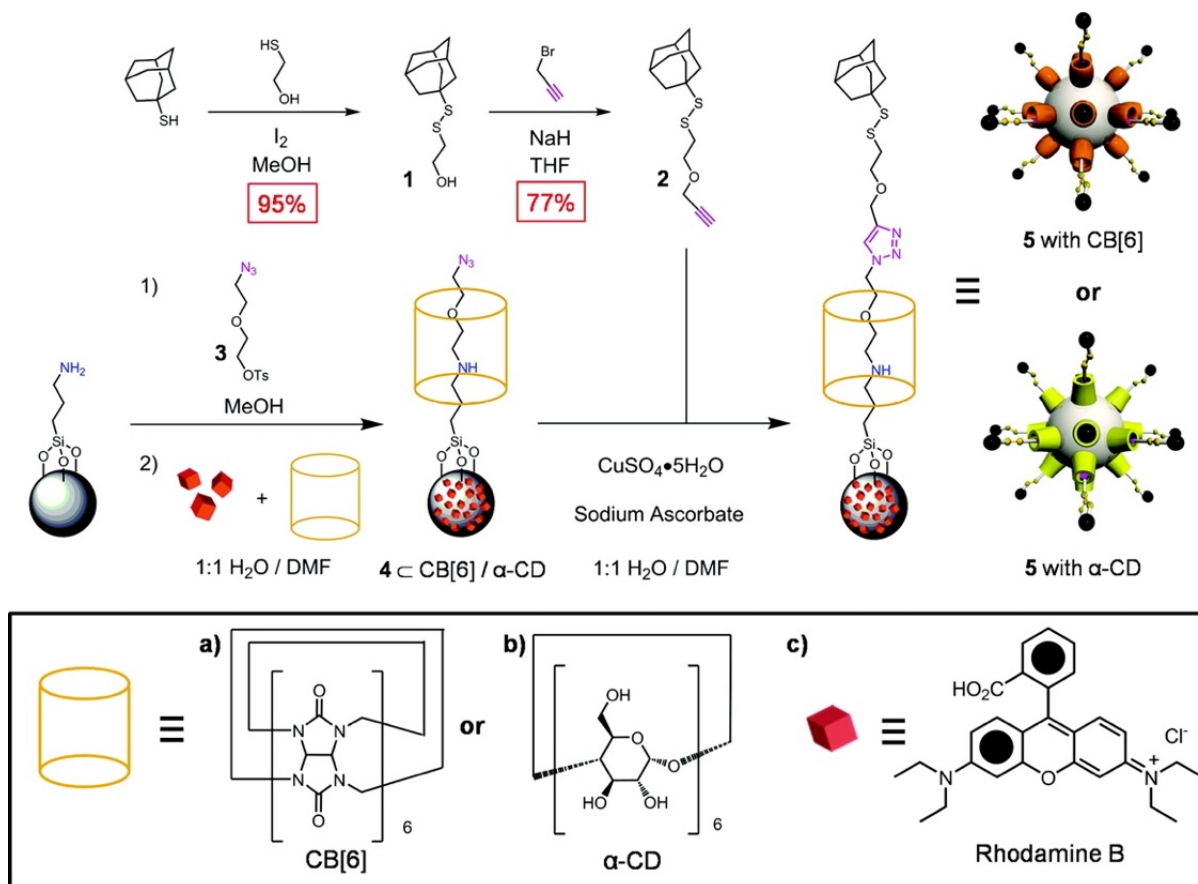 HS
OH
SH
I₂
MeOH
95%
S
S
OH
1
Br
NaH
THF
77%
S
S
O
2
S
S
O
N
N
N
O
NH
Si
O O
O
5 with CB[6]
≡ or
5 with α-CD
1)
N₃
O
3
OTs
MeOH
NH₂
Si
O O
O
2)
+
1:1 H₂O / DMF
N₃
O
NH
Si
O O
O
4 ⊂ CB[6] / α-CD
CuSO₄•5H₂O
Sodium Ascorbate
1:1 H₂O / DMF
≡
a)
O
N N
N N
O
6
CB[6]
or
b)
OH
O
O
HO OH
6
α-CD
c)
≡
HO₂C
Cl⁻
N O N⁺
Rhodamine B